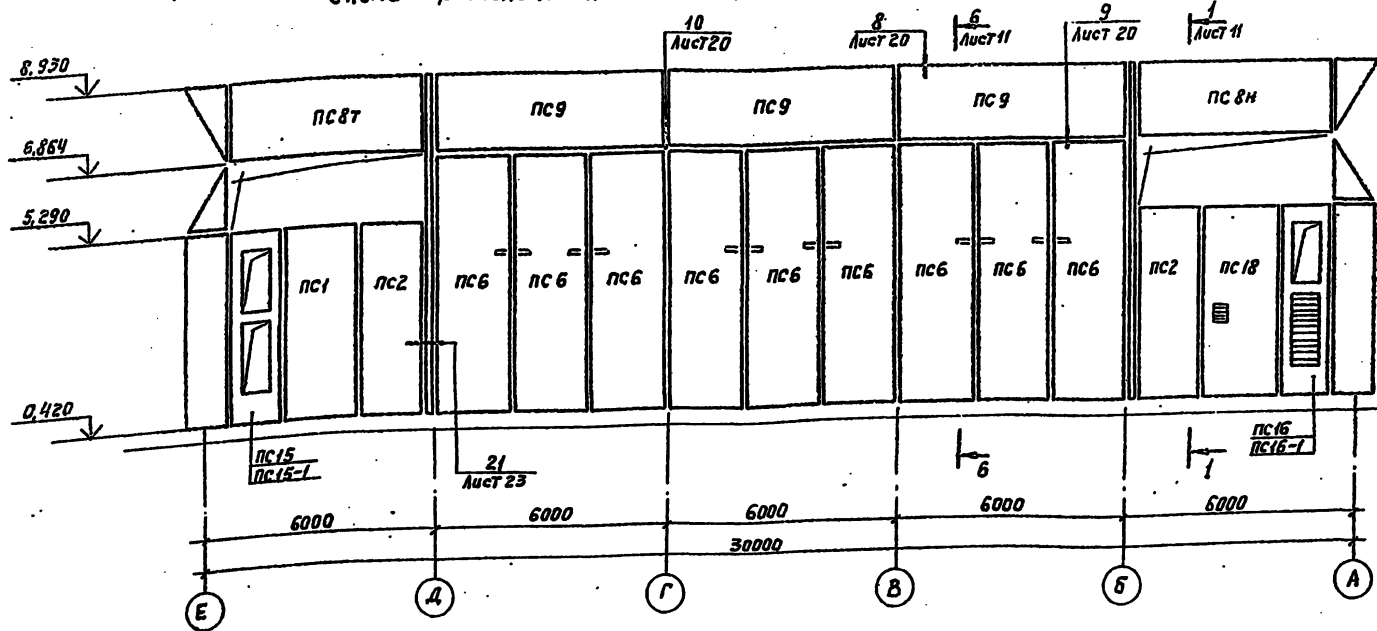 10
Лист 20
8
Лист 20
6
Лист 11
9
Лист 20
1
Лист 11
8,930
6,864
5,290
0,420
ПС8т
ПС9
ПС9
ПС9
ПС8н
ПС1
ПС2
ПС6
ПС6
ПС6
ПС6
ПС6
ПС6
ПС6
ПС6
ПС6
ПС2
ПС18
ПС15
ПС15-1
21
Лист 23
6
1
ПС16
ПС16-1
6000
6000
6000
6000
6000
30000
Е
Д
Г
В
Б
А